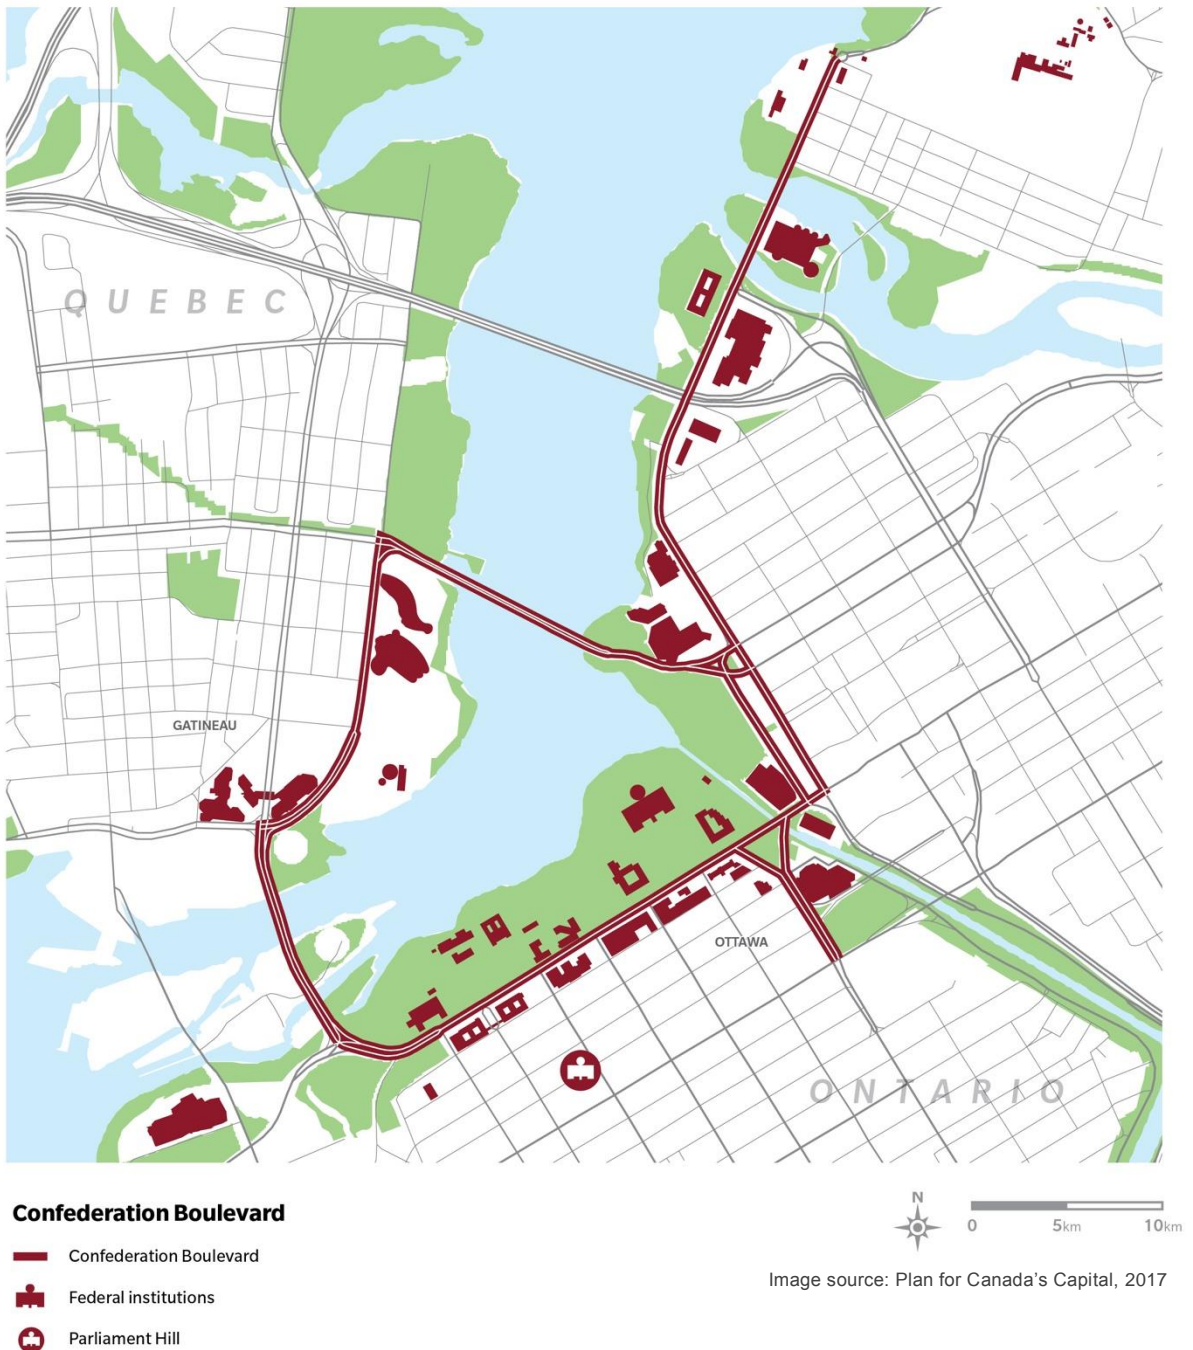 QUEBEC
GATINEAU
OTTAWA
ONTARIO
Confederation Boulevard
Confederation Boulevard
Federal institutions
Parliament Hill
N
0 5km 10km
Image source: Plan for Canada's Capital, 2017